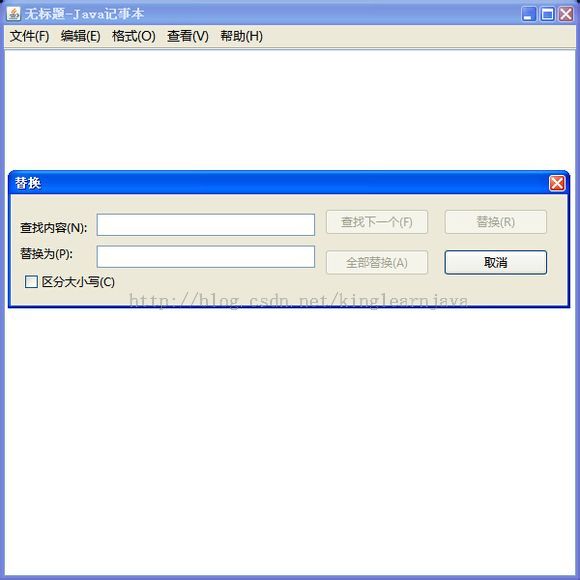 无标题-Java记事本
文件(F) 编辑(E) 格式(O) 查看(V) 帮助(H)
替换
查找内容(N): 查找下一个(F) 替换(R)
替换为(P): 全部替换(A) 取消
区分大小写(C)
http://blog.csdn.net/kinglearnjava